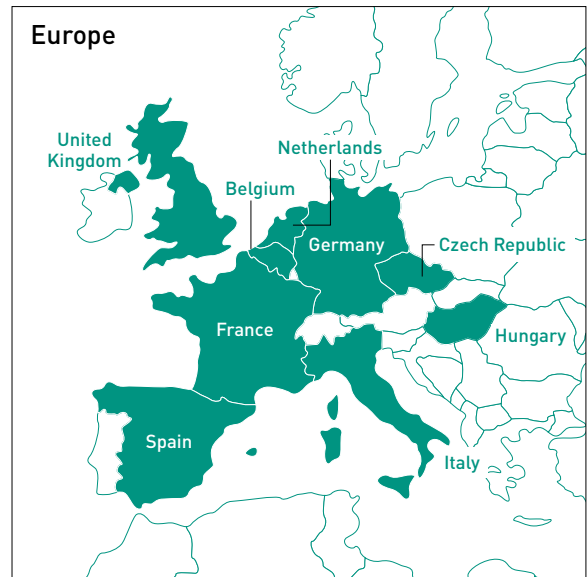 Europe
United
Kingdom
Netherlands
Belgium
Germany
Czech Republic
France
Hungary
Spain
Italy